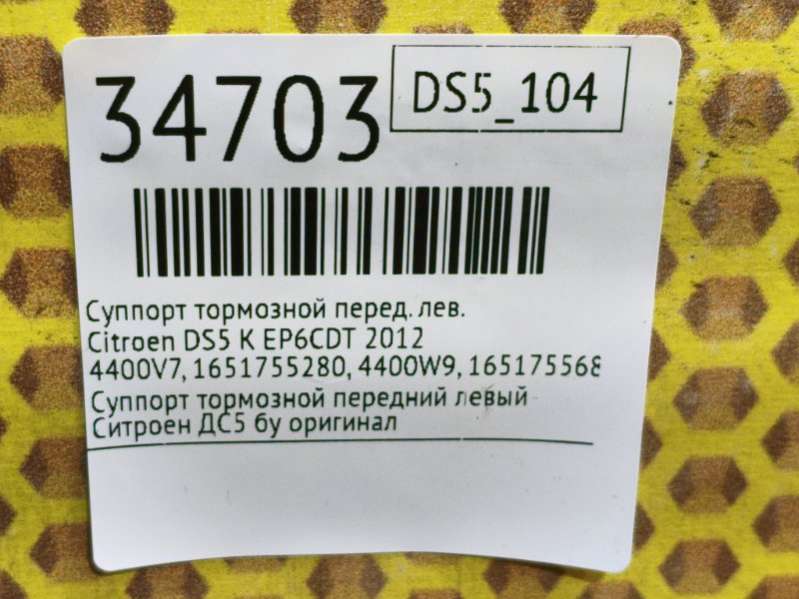 34703
DS5_104
Суппорт тормозной перед. лев.
Citroen DS5 K EP6CDT 2012
4400V7, 1651755280, 4400W9, 165175568
Суппорт тормозной передний левый
Ситроен ДС5 бу оригинал